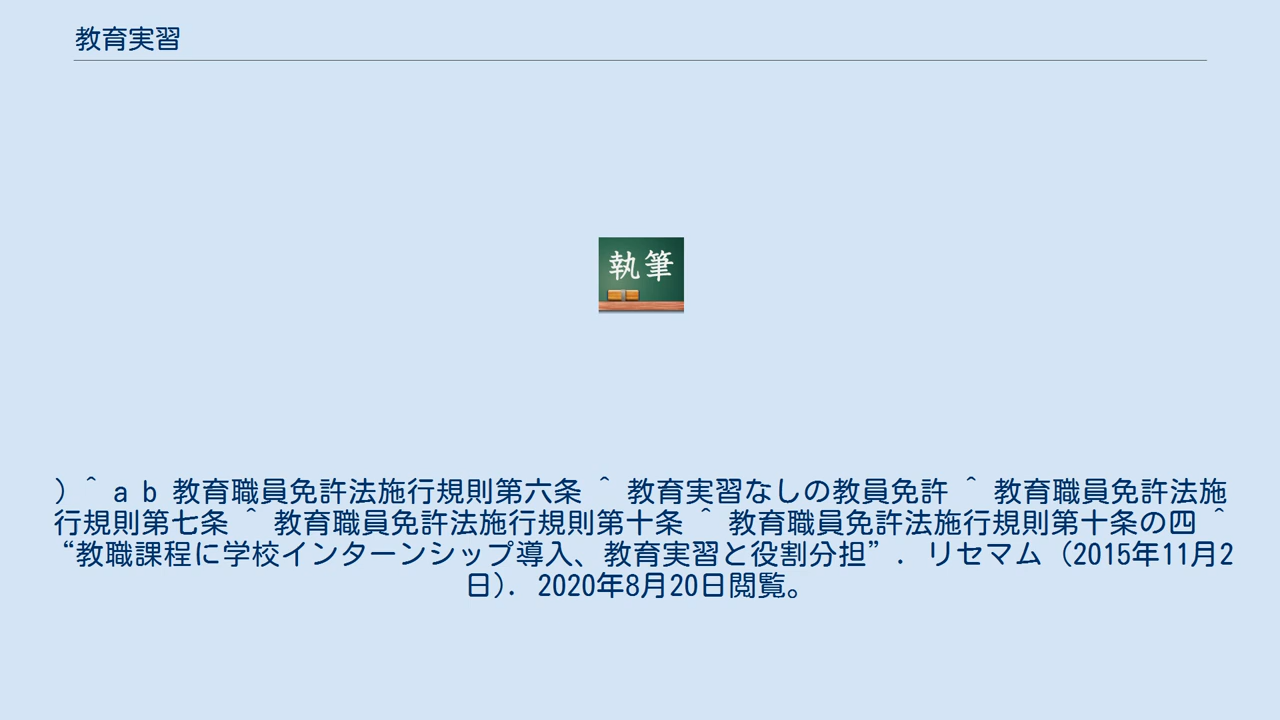 教育実習
執筆
）＾ a b 教育職員免許法施行規則第六条 ＾ 教育実習なしの教員免許 ＾ 教育職員免許法施
行規則第七条 ＾ 教育職員免許法施行規則第十条 ＾ 教育職員免許法施行規則第十条の四 ＾
“教職課程に学校インターンシップ導入、教育実習と役割分担”. リセマム (2015年11月2
日). 2020年8月20日閲覧。